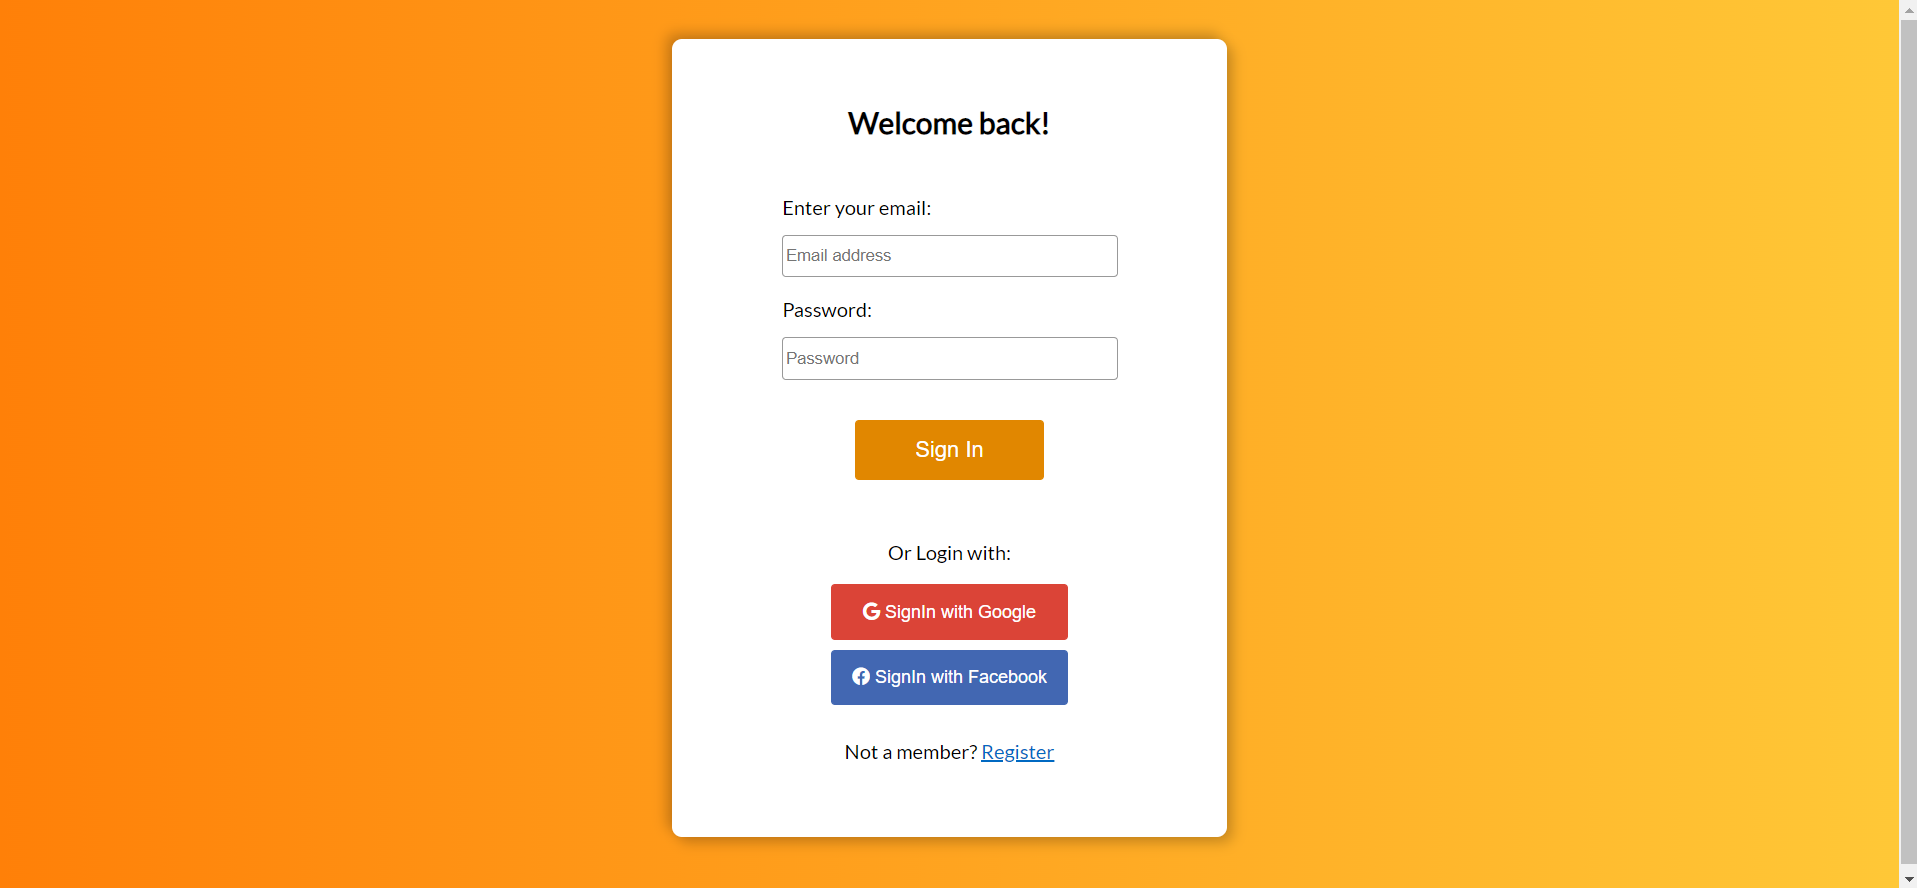 Welcome back!
Enter your email:
Email address
Password:
Password
Sign In
Or Login with:
SignIn with Google
SignIn with Facebook
Not a member? Register